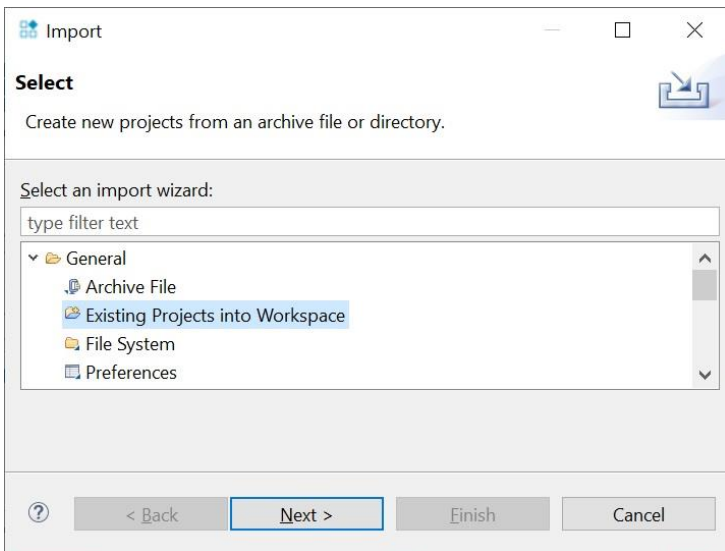 Import
Select
Create new projects from an archive file or directory.
Select an import wizard:
type filter text
General
Archive File
Existing Projects into Workspace
File System
Preferences
? < Back Next > Finish Cancel